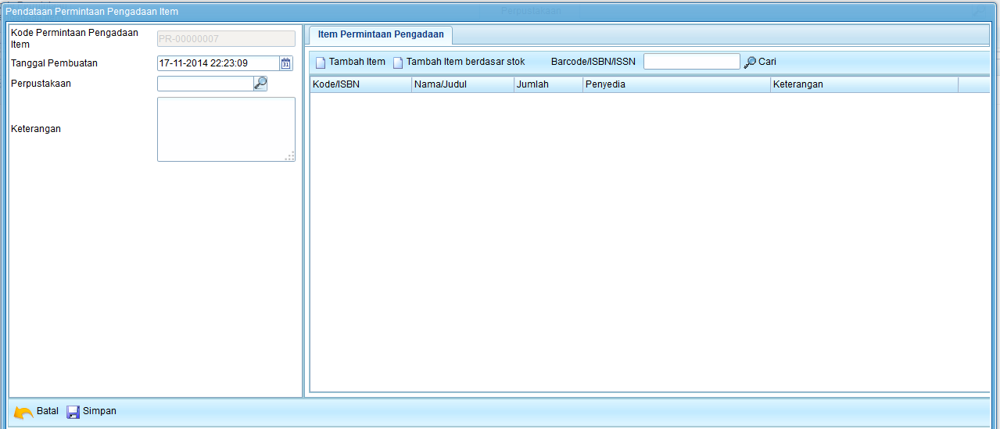 Pendataan Permintaan Pengadaan Item
Perpustakaan
Kode Permintaan Pengadaan
Item
PR-00000007
Tanggal Pembuatan
17-11-2014 22:23:09
31
Perpustakaan
Keterangan
Item Permintaan Pengadaan
Tambah Item
Tambah Item berdasar stok
Barcode/ISBN/ISSN
Cari
Kode/ISBN
Nama/Judul
Jumlah
Penyedia
Keterangan
Batal
Simpan